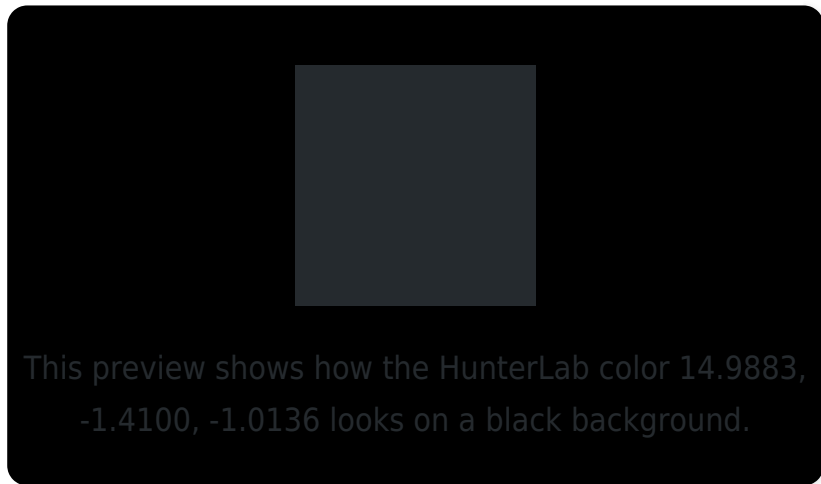 This preview shows how the HunterLab color 14.9883,
-1.4100, -1.0136 looks on a black background.